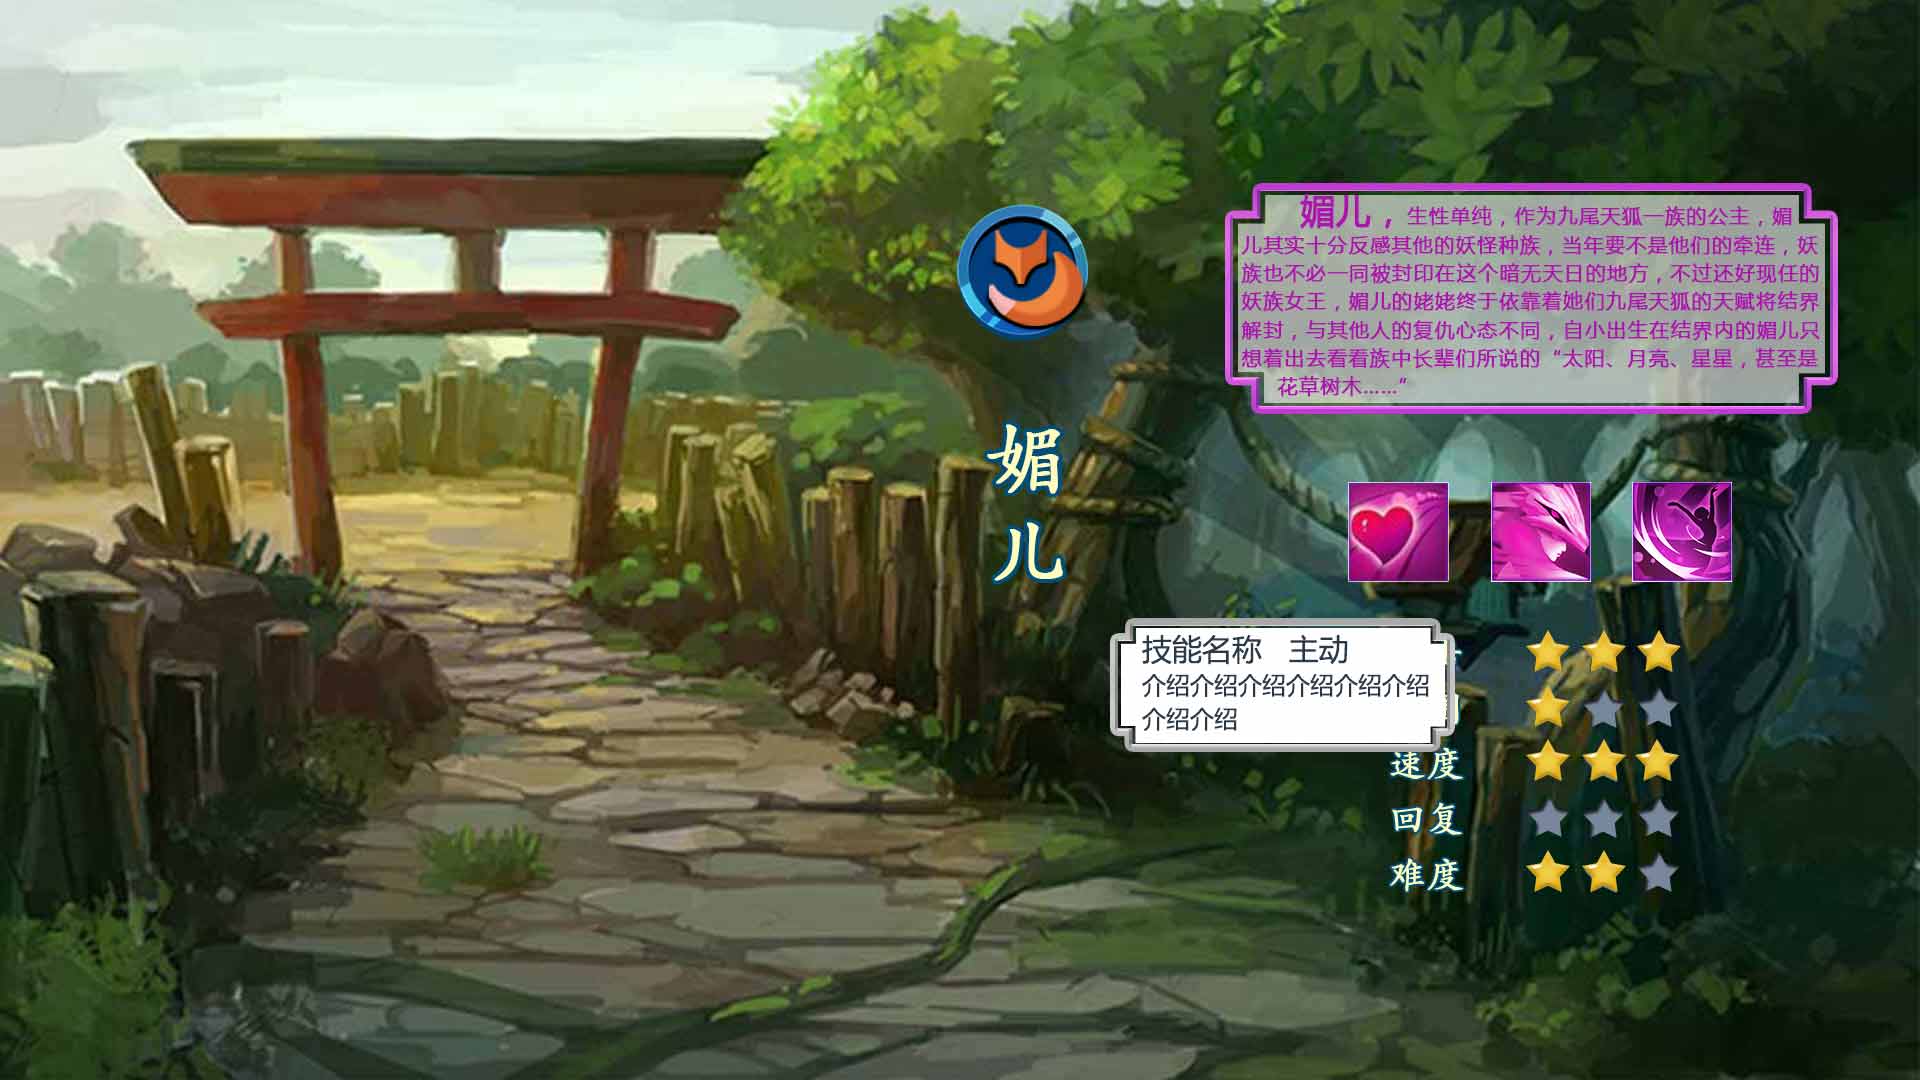 媚儿，生性单纯，作为九尾天狐一族的公主，媚
儿其实十分反感其他的妖怪种族，当年要不是他们的牵连，妖
族也不必一同被封印在这个暗无天日的地方，不过还好现任的
妖族女王，媚儿的姥姥终于依靠着她们九尾天狐的天赋将结界
解封，与其他人的复仇心态不同，自小出生在结界内的媚儿只
想着出去看看族中长辈们所说的“太阳、月亮、星星，甚至是
花草树木……”
媚儿
技能名称 主动
介绍介绍介绍介绍介绍介绍
介绍介绍
速度
回复
难度